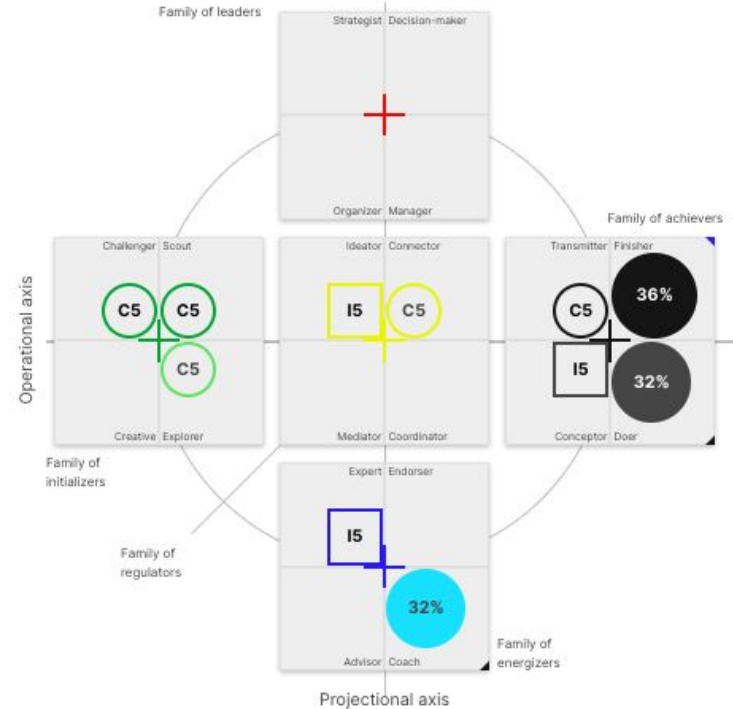 Family of leaders
Strategist Decision-maker
Organizer Manager
Family of achievers
Challenger Scout
Ideator Connector
Transmitter Finisher
C5 C5
I5 C5
C5 36%
C5
I5 32%
Operational axis
Creative Explorer
Mediator Coordinator
Conceptor Doer
Family of
initializers
Expert Endorser
I5
Family of
regulators
32%
Family of
energizers
Advisor Coach
Projectional axis